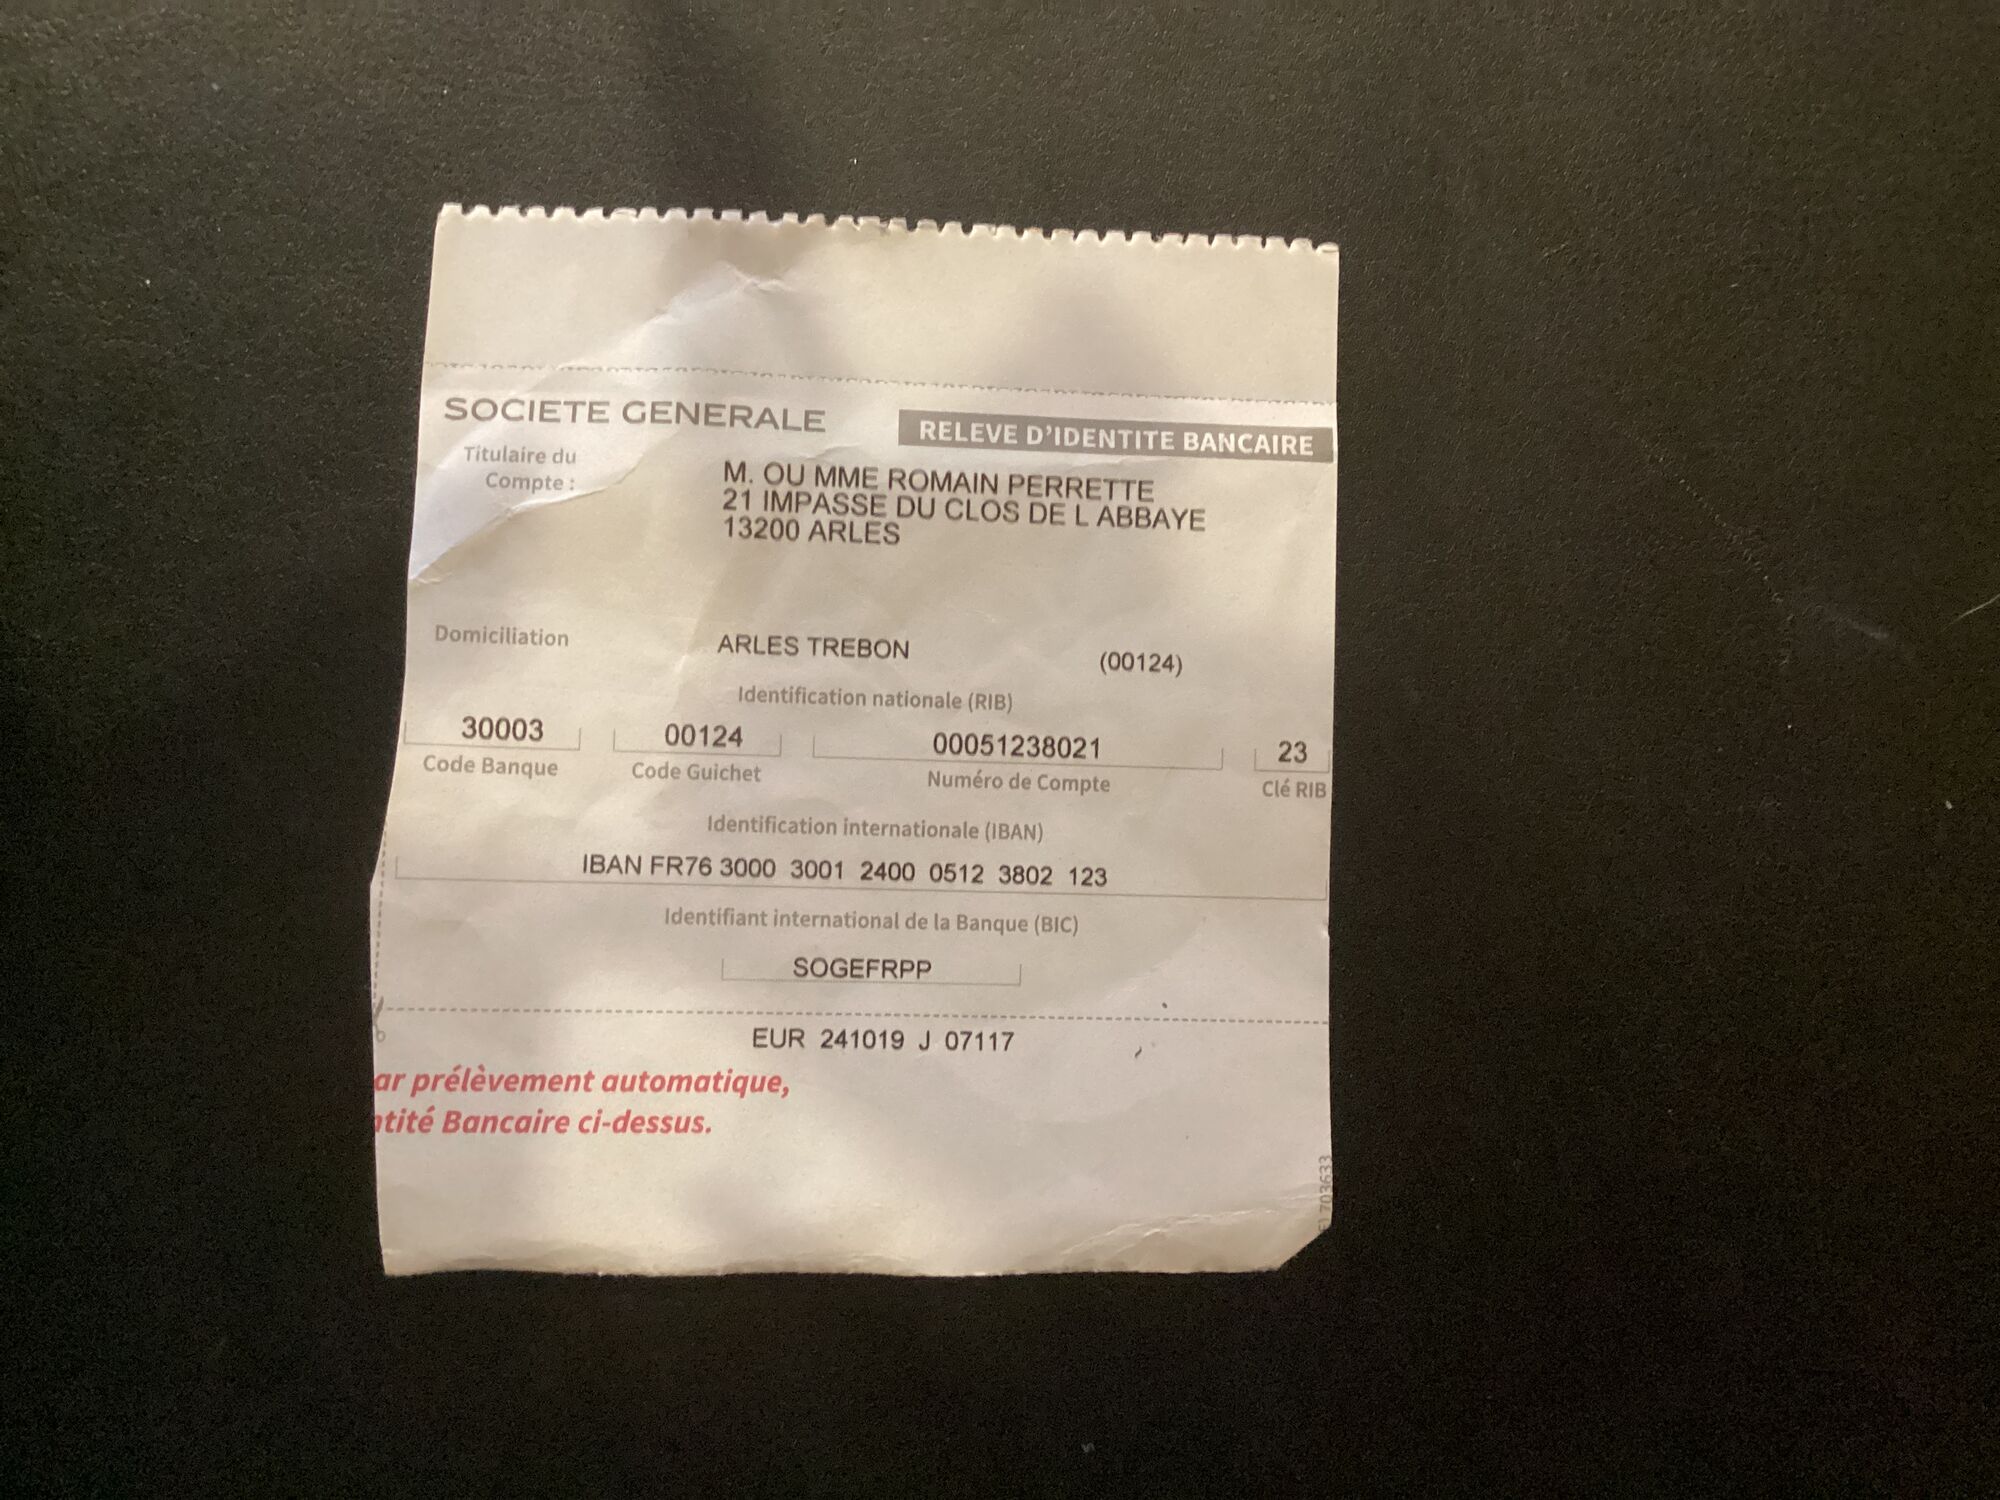 SOCIETE GENERALE
RELEVE D'IDENTITE BANCAIRE
Titulaire du
Compte :
M. OU MME ROMAIN PERRETTE
21 IMPASSE DU CLOS DE L ABBAYE
13200 ARLES
Domiciliation
ARLES TREBON (00124)
Identification nationale (RIB)
30003 00124 00051238021 23
Code Banque Code Guichet Numéro de Compte Clé RIB
Identification internationale (IBAN)
IBAN FR76 3000 3001 2400 0512 3802 123
Identifiant international de la Banque (BIC)
SOGEFRPP
EUR 241019 J 07117
ar prélèvement automatique,
ntité Bancaire ci-dessus.
703633